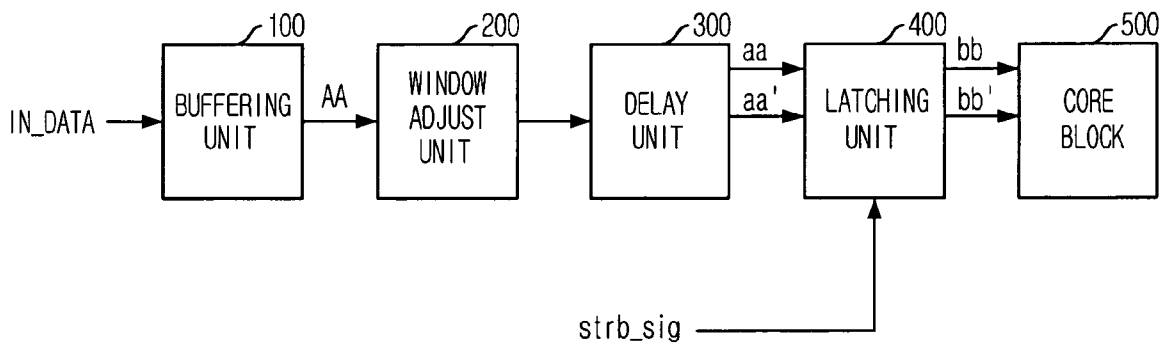 100
200
300
400
500
IN_DATA
BUFFERING
UNIT
AA
WINDOW
ADJUST
UNIT
DELAY
UNIT
aa
aa'
LATCHING
UNIT
bb
bb'
CORE
BLOCK
strb_sig